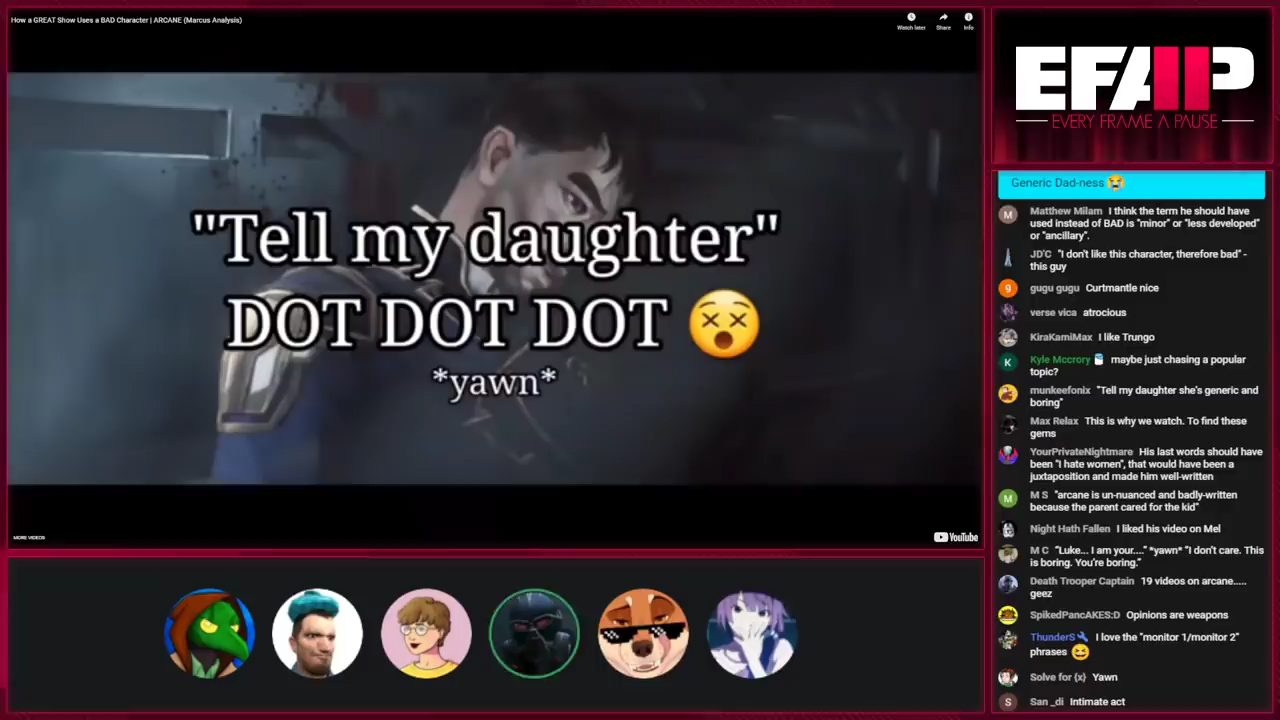 How a GREAT Show Uses a BAD Character | ARCANE (Marcus Analysis)
Watch later
Share
Info
"Tell my daughter"
DOT DOT DOT 😵
*yawn*
MORE VIDEOS
YouTube
EFAP
EVERY FRAME A PAUSE
Generic Dad-ness 😭
M
Matthew Milam I think the term he should have
used instead of BAD is "minor" or "less developed"
or "ancillary".
JD'C "I don't like this character, therefore bad" -
this guy
g
gugu gugu Curtmantle nice
verse vica atrocious
KiraKamiMax I like Trungo
K
Kyle Mccrory maybe just chasing a popular
topic?
munkeefonix "Tell my daughter she's generic and
boring"
Max Relax This is why we watch. To find these
gems
YourPrivateNightmare His last words should have
been "I hate women", that would have been a
juxtaposition and made him well-written
M
M S "arcane is un-nuanced and badly-written
because the parent cared for the kid"
Night Hath Fallen I liked his video on Mel
M C “Luke... I am your....” *yawn* “I don't care. This
is boring. You’re boring.”
Death Trooper Captain 19 videos on arcane.....
geez
SpikedPancAKES:D Opinions are weapons
ThunderS I love the "monitor 1/monitor 2"
phrases 😆
Solve for {x} Yawn
S
San _di Intimate act